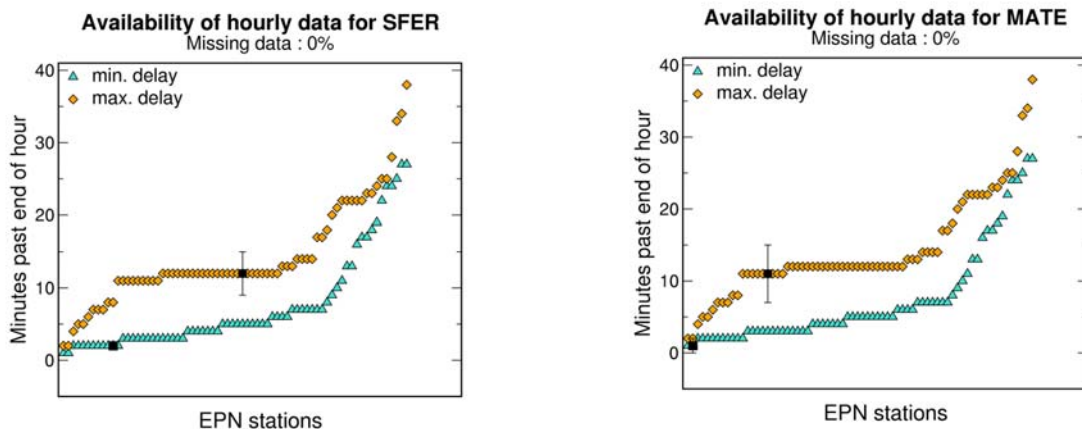 Availability of hourly data for SFER
Missing data : 0%
40
30
20
10
0
Minutes past end of hour
min. delay
max. delay
EPN stations
Availability of hourly data for MATE
Missing data : 0%
40
30
20
10
0
Minutes past end of hour
min. delay
max. delay
EPN stations